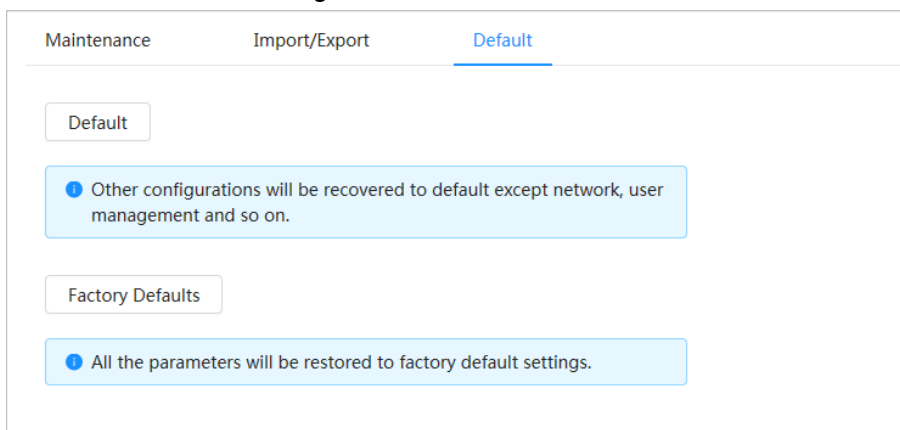 Maintenance Import/Export Default
Default
Other configurations will be recovered to default except network, user
management and so on.
Factory Defaults
All the parameters will be restored to factory default settings.